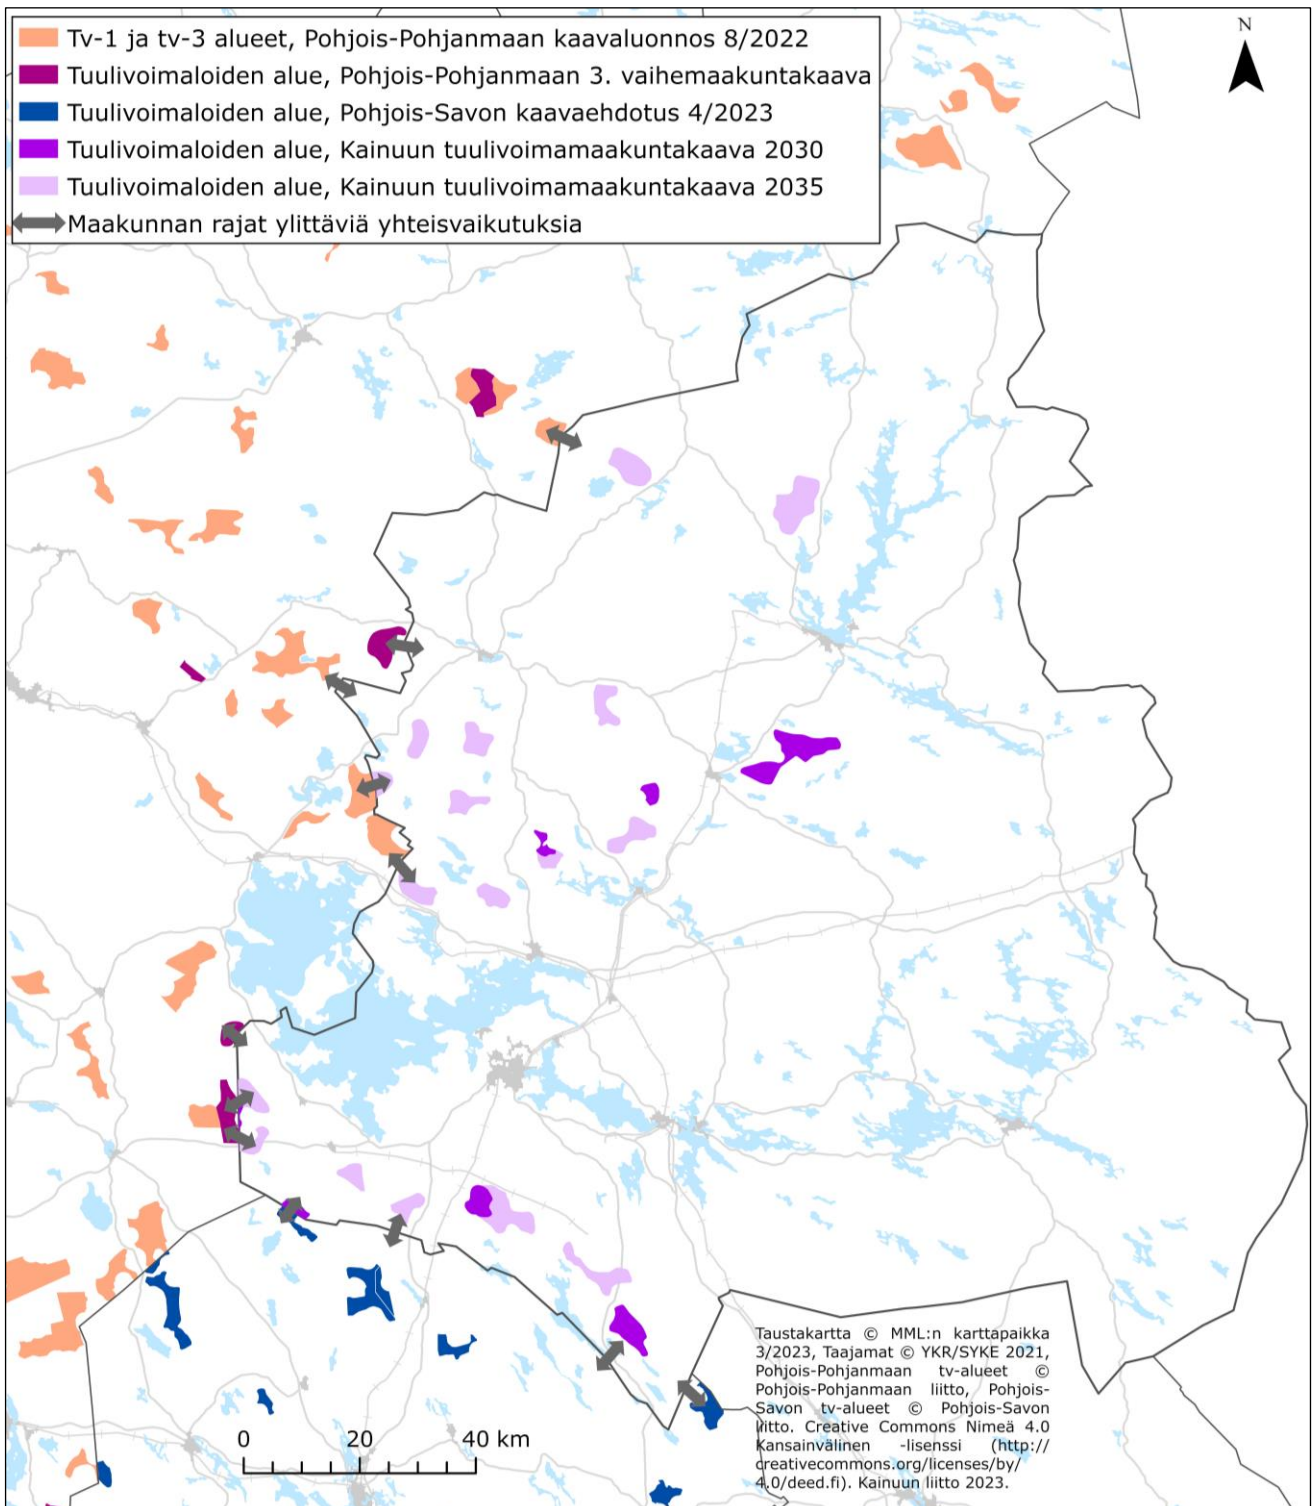 Tv-1 ja tv-3 alueet, Pohjois-Pohjanmaan kaavaluonnos 8/2022
Tuulivoimaloiden alue, Pohjois-Pohjanmaan 3. vaihemaakuntakaava
Tuulivoimaloiden alue, Pohjois-Savon kaavaehdotus 4/2023
Tuulivoimaloiden alue, Kainuun tuulivoimamaakuntakaava 2030
Tuulivoimaloiden alue, Kainuun tuulivoimamaakuntakaava 2035
Maakunnan rajat ylittäviä yhteisvaikutuksia
N
Taustakartta © MML:n karttapaikka
3/2023, Taajamat © YKR/SYKE 2021,
Pohjois-Pohjanmaan tv-alueet ©
Pohjois-Pohjanmaan liitto, Pohjois-
Savon tv-alueet © Pohjois-Savon
liitto. Creative Commons Nimeä 4.0
Kansainvälinen -lisenssi (http://
creativecommons.org/licenses/by/
4.0/deed.fi). Kainuun liitto 2023.
0 20 40 km